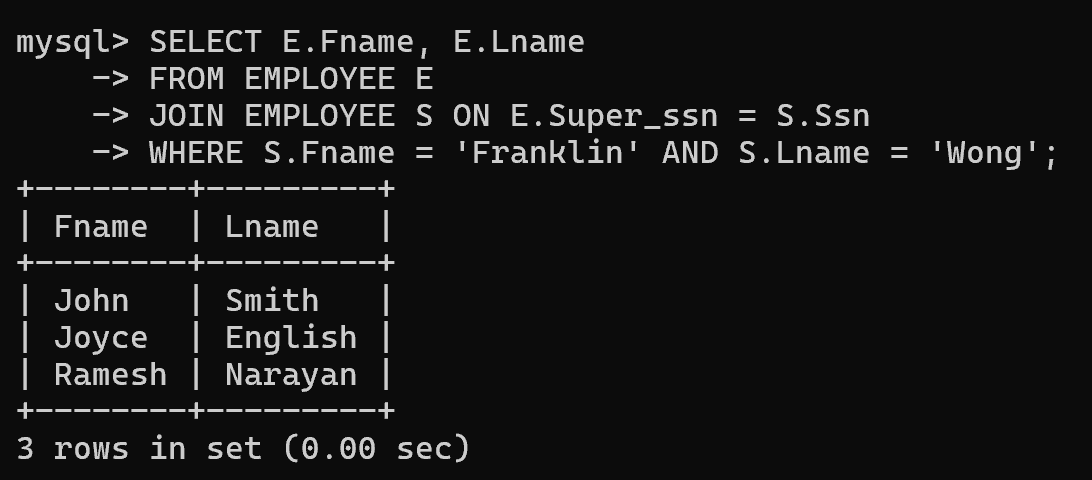 mysql> SELECT E.Fname, E.Lname
    -> FROM EMPLOYEE E
    -> JOIN EMPLOYEE S ON E.Super_ssn = S.Ssn
    -> WHERE S.Fname = 'Franklin' AND S.Lname = 'Wong';
+--------+---------+
| Fname  | Lname   |
+--------+---------+
| John   | Smith   |
| Joyce  | English |
| Ramesh | Narayan |
+--------+---------+
3 rows in set (0.00 sec)